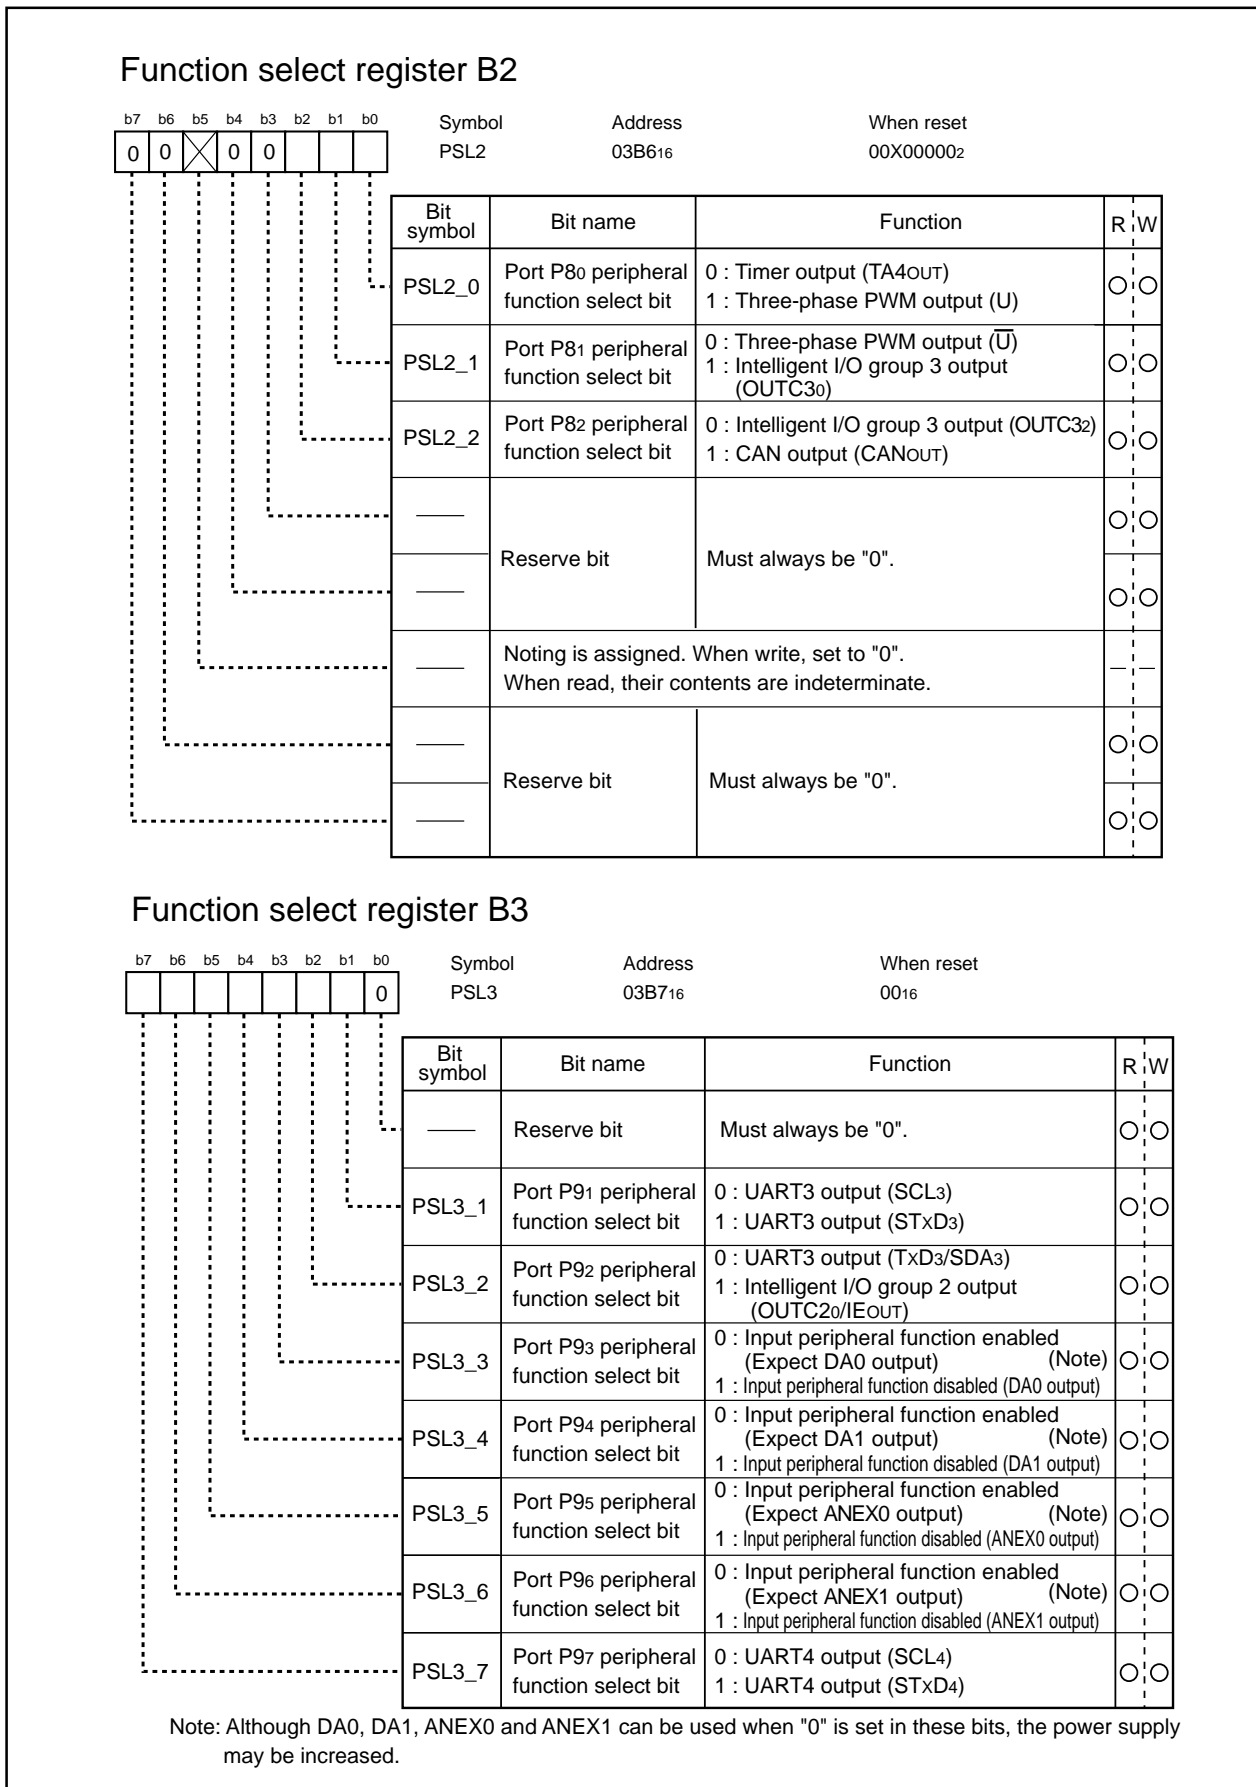 Function select register B2
b7 b6 b5 b4 b3 b2 b1 b0 Symbol Address When reset
0 0 0 0 PSL2 03B616 00X000002
Bit symbol Bit name Function R W
PSL2_0 Port P80 peripheral function select bit
0 : Timer output (TA4OUT)
1 : Three-phase PWM output (U)
PSL2_1 Port P81 peripheral function select bit
0 : Three-phase PWM output (U̅)
1 : Intelligent I/O group 3 output
(OUTC30)
PSL2_2 Port P82 peripheral function select bit
0 : Intelligent I/O group 3 output (OUTC32)
1 : CAN output (CANOUT)
Reserve bit Must always be "0".
Noting is assigned. When write, set to "0".
When read, their contents are indeterminate.
Reserve bit Must always be "0".
Function select register B3
b7 b6 b5 b4 b3 b2 b1 b0 Symbol Address When reset
0 PSL3 03B716 0016
Bit symbol Bit name Function R W
Reserve bit Must always be "0".
PSL3_1 Port P91 peripheral function select bit
0 : UART3 output (SCL3)
1 : UART3 output (STxD3)
PSL3_2 Port P92 peripheral function select bit
0 : UART3 output (TxD3/SDA3)
1 : Intelligent I/O group 2 output
(OUTC20/IEOUT)
PSL3_3 Port P93 peripheral function select bit
0 : Input peripheral function enabled
(Expect DA0 output) (Note)
1 : Input peripheral function disabled (DA0 output)
PSL3_4 Port P94 peripheral function select bit
0 : Input peripheral function enabled
(Expect DA1 output) (Note)
1 : Input peripheral function disabled (DA1 output)
PSL3_5 Port P95 peripheral function select bit
0 : Input peripheral function enabled
(Expect ANEX0 output) (Note)
1 : Input peripheral function disabled (ANEX0 output)
PSL3_6 Port P96 peripheral function select bit
0 : Input peripheral function enabled
(Expect ANEX1 output) (Note)
1 : Input peripheral function disabled (ANEX1 output)
PSL3_7 Port P97 peripheral function select bit
0 : UART4 output (SCL4)
1 : UART4 output (STxD4)
Note: Although DA0, DA1, ANEX0 and ANEX1 can be used when "0" is set in these bits, the power supply
may be increased.